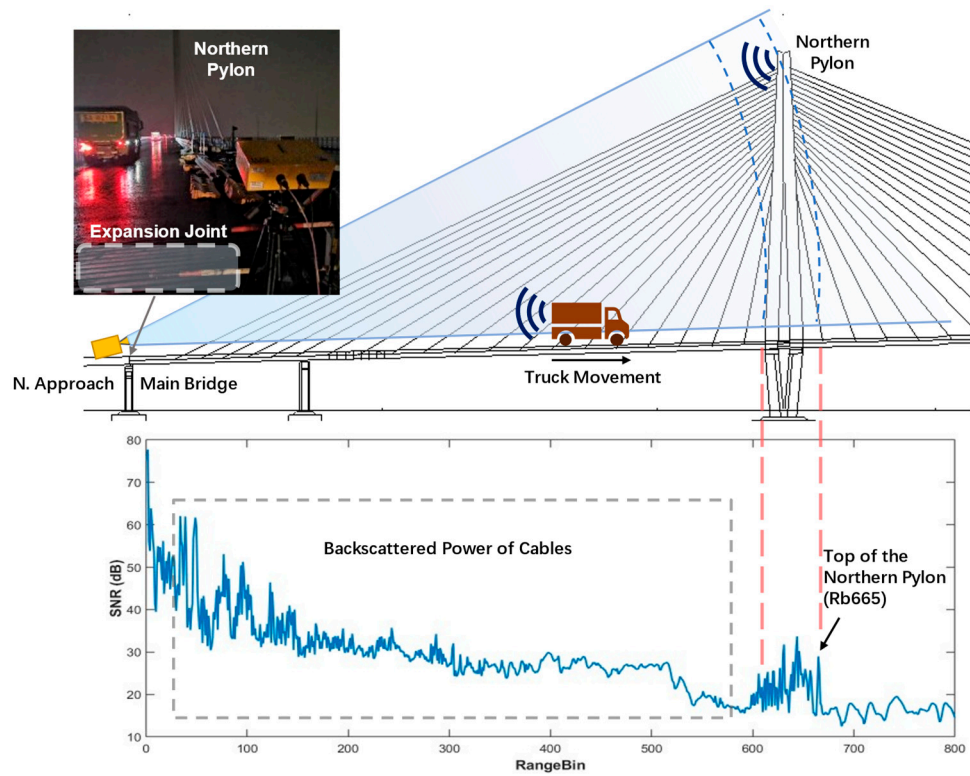 Northern
Pylon
Expansion Joint
Northern
Pylon
N. Approach
Main Bridge
Truck Movement
80
70
60
50
40
30
20
10
SNR (dB)
Backscattered Power of Cables
Top of the
Northern Pylon
(Rb665)
0
100
200
300
400
500
600
700
800
RangeBin